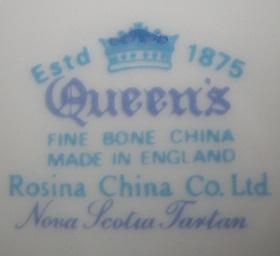 Estd 1875
Queen's
FINE BONE CHINA
MADE IN ENGLAND
Rosina China Co. Ltd.
Nova Scotia Tartan